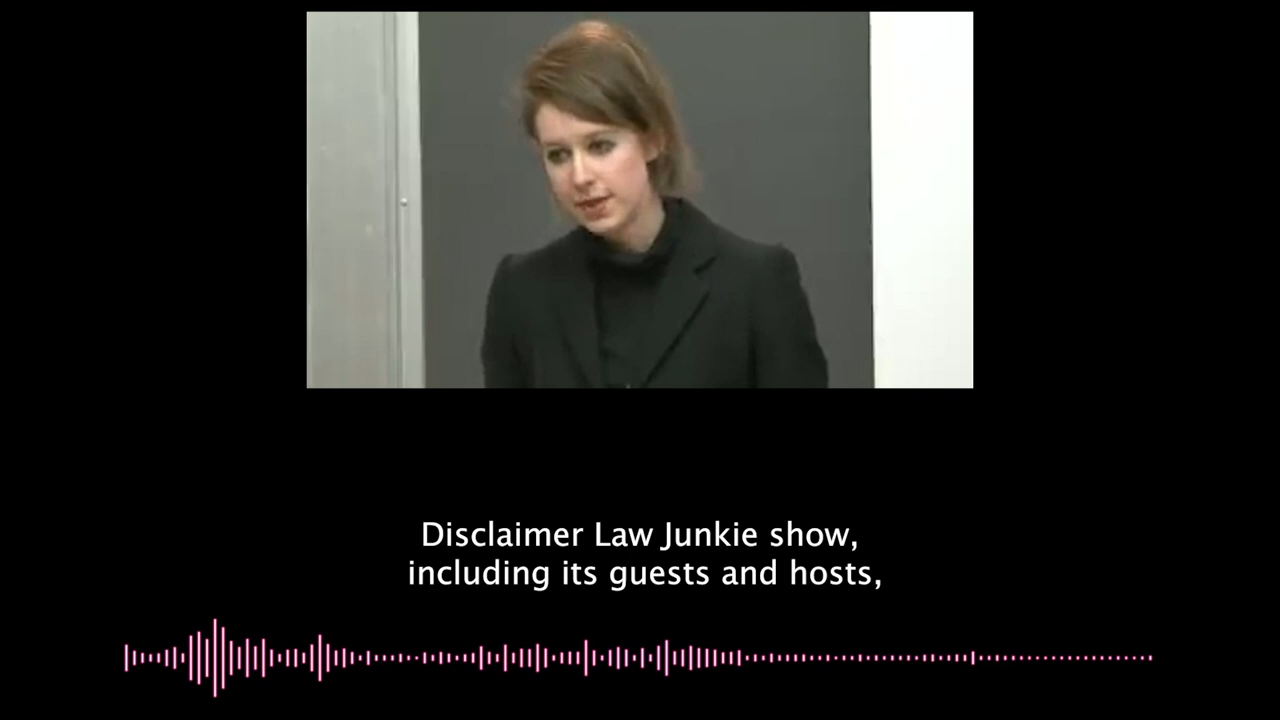 Disclaimer Law Junkie show,
including its guests and hosts,